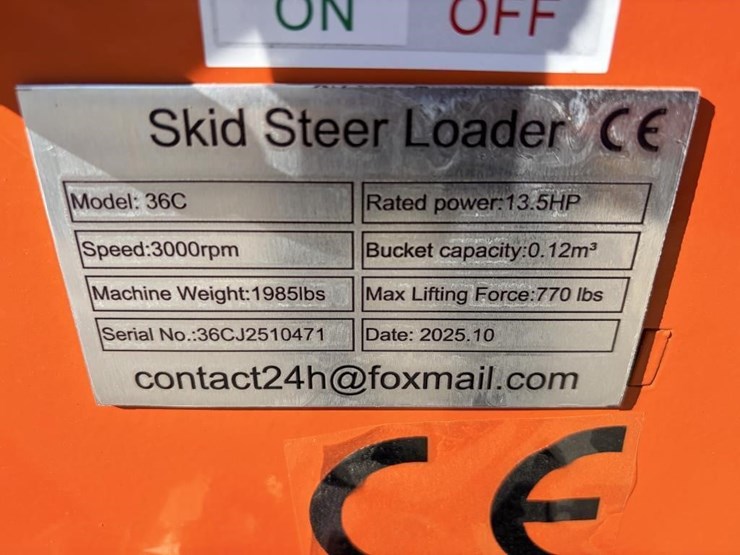 ON OFF
Skid Steer Loader CE
Model: 36C
Rated power:13.5HP
Speed:3000rpm
Bucket capacity:0.12m³
Machine Weight:1985lbs
Max Lifting Force:770 lbs
Serial No.:36CJ2510471
Date: 2025.10
contact24h@foxmail.com
CE